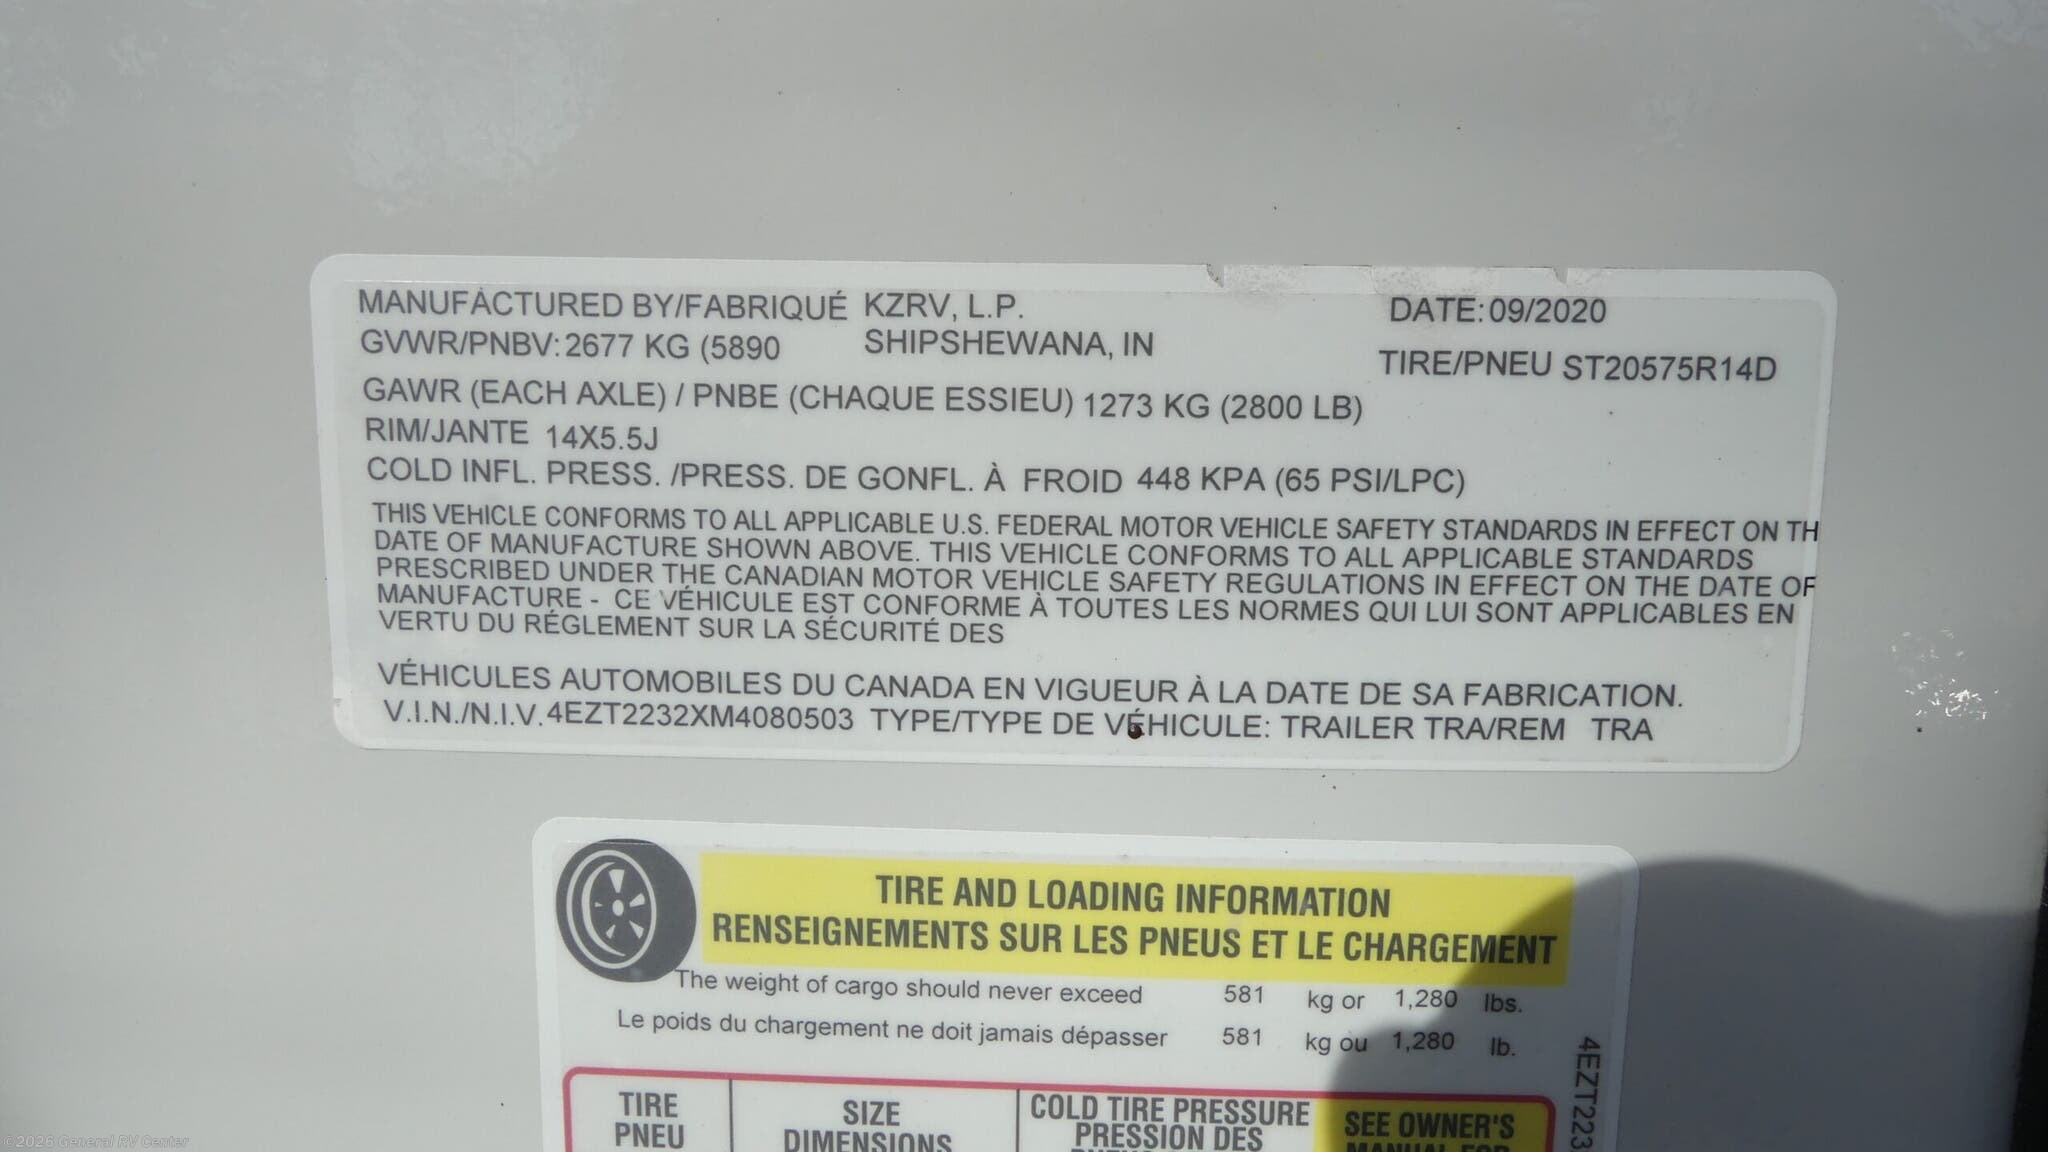 MANUFACTURED BY/FABRIQUÉ KZRV, L.P. DATE: 09/2020
GVWR/PNBV: 2677 KG (5890 SHIPSHEWANA, IN
TIRE/PNEU ST20575R14D
GAWR (EACH AXLE) / PNBE (CHAQUE ESSIEU) 1273 KG (2800 LB)
RIM/JANTE 14X5.5J
COLD INFL. PRESS. /PRESS. DE GONFL. À FROID 448 KPA (65 PSI/LPC)
THIS VEHICLE CONFORMS TO ALL APPLICABLE U.S. FEDERAL MOTOR VEHICLE SAFETY STANDARDS IN EFFECT ON TH
DATE OF MANUFACTURE SHOWN ABOVE. THIS VEHICLE CONFORMS TO ALL APPLICABLE STANDARDS
PRESCRIBED UNDER THE CANADIAN MOTOR VEHICLE SAFETY REGULATIONS IN EFFECT ON THE DATE OF
MANUFACTURE - CE VÉHICULE EST CONFORME À TOUTES LES NORMES QUI LUI SONT APPLICABLES EN
VERTU DU RÉGLEMENT SUR LA SÉCURITÉ DES
VÉHICULES AUTOMOBILES DU CANADA EN VIGUEUR À LA DATE DE SA FABRICATION.
V.I.N./N.I.V. 4EZT2232XM4080503 TYPE/TYPE DE VÉHICULE: TRAILER TRA/REM TRA
TIRE AND LOADING INFORMATION
RENSEIGNEMENTS SUR LES PNEUS ET LE CHARGEMENT
The weight of cargo should never exceed 581 kg or 1,280 lbs.
Le poids du chargement ne doit jamais dépasser 581 kg ou 1,280 lb.
4EZT223
TIRE SIZE COLD TIRE PRESSURE SEE OWNER'S
PNEU DIMENSIONS PRESSION DES MANUAL FOR
©2026 General RV Center